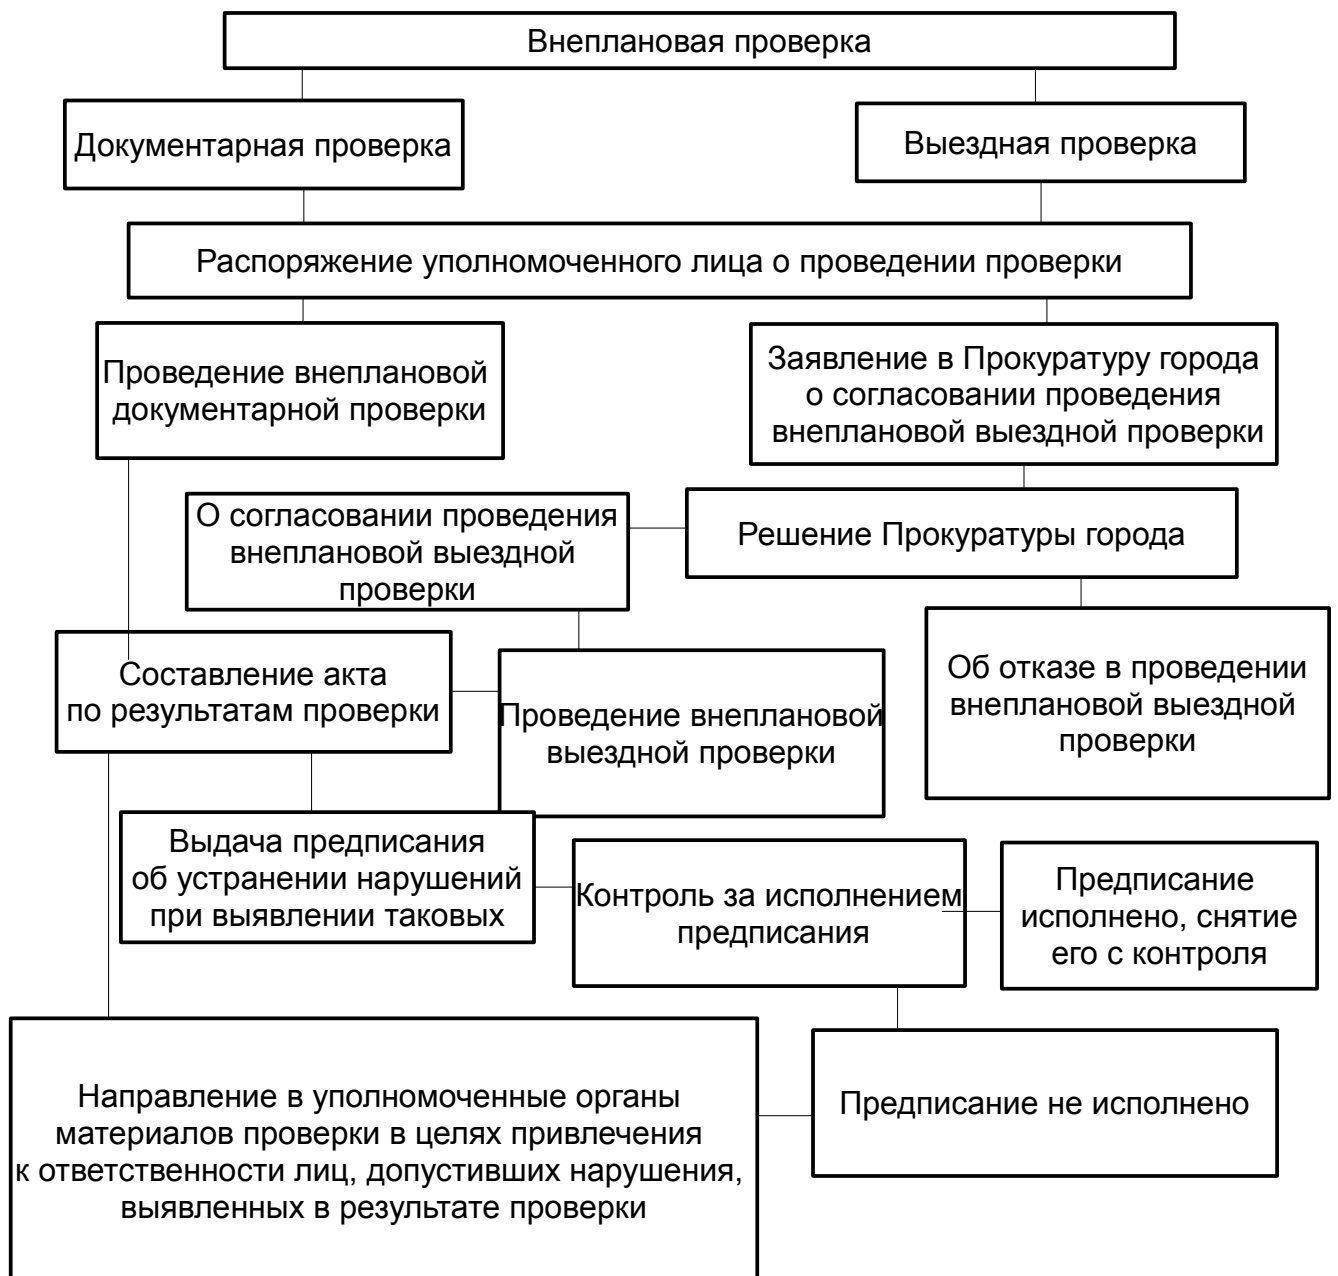 Внеплановая проверка
Документарная проверка
Выездная проверка
Распоряжение уполномоченного лица о проведении проверки
Проведение внеплановой
документарной проверки
Заявление в Прокуратуру города
о согласовании проведения
внеплановой выездной проверки
О согласовании проведения
внеплановой выездной
проверки
Решение Прокуратуры города
Составление акта
по результатам проверки
Проведение внеплановой
выездной проверки
Об отказе в проведении
внеплановой выездной
проверки
Выдача предписания
об устранении нарушений
при выявлении таковых
Контроль за исполнением
предписания
Предписание
исполнено, снятие
его с контроля
Направление в уполномоченные органы
материалов проверки в целях привлечения
к ответственности лиц, допустивших нарушения,
выявленных в результате проверки
Предписание не исполнено